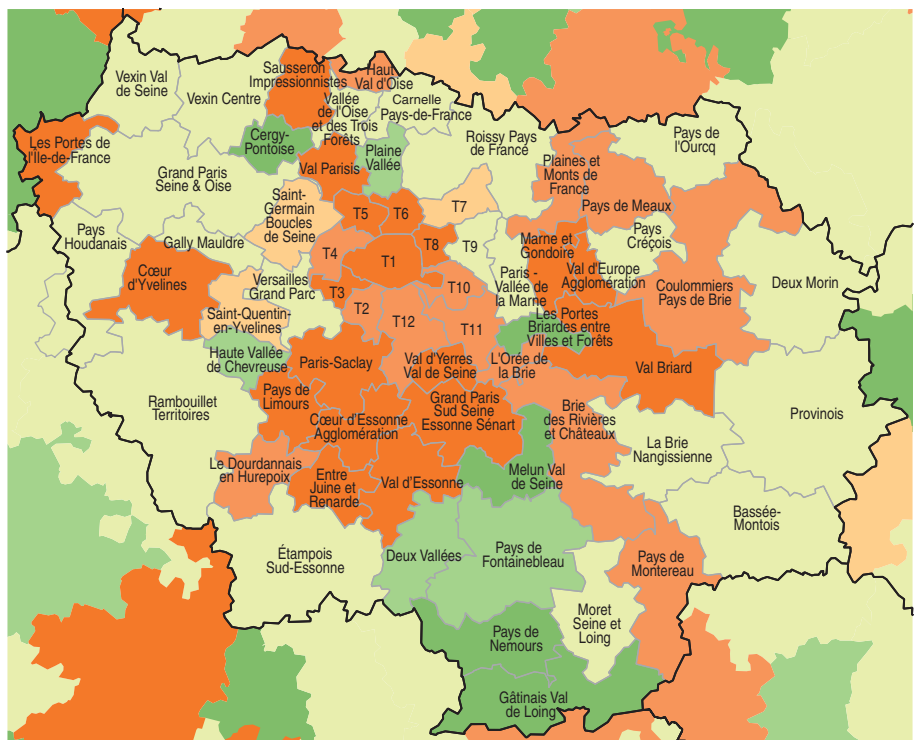 Vexin Val
de Seine
Vexin Centre
Sausseron
Impressionnistes
Haut
Val d'Oise
Vallée
de l'Oise
et des Trois
Forêts
Carnelle
Pays-de-France
Les Portes de
l'Ile-de-France
Cergy-
Pontoise
Plaine
Vallée
Val Parisis
Roissy Pays
de France
Pays de
l'Ourcq
Grand Paris
Seine & Oise
Plaines et
Monts de
France
Pays de Meaux
Saint-
Germain
Boucles
de Seine
T5
T6
T7
Pays
Houdanais
Gally Mauldre
T4
T1
T8
T9
Marne et
Gondoire
Pays
Créçois
Cœur
d'Yvelines
Versailles
Grand Parc
T3
T2
T10
Paris -
Vallée de
la Marne
Val d'Europe
Agglomération
Coulommiers
Pays de Brie
Deux Morin
Saint-Quentin-
en-Yvelines
T12
T11
Les Portes
Briardes entre
Villes et Forêts
Haute Vallée
de Chevreuse
Paris-Saclay
Val d'Yerres
Val de Seine
L'Orée de
la Brie
Val Briard
Rambouillet
Territoires
Pays de
Limours
Cœur d'Essonne
Agglomération
Grand Paris
Sud Seine
Essonne Sénart
Brie
des Rivières
et Châteaux
Provinois
La Brie
Nangissienne
Le Dourdannais
en Hurepoix
Entre
Juine et
Renarde
Val d'Essonne
Melun Val
de Seine
Bassée-
Montois
Étampois
Sud-Essonne
Deux Vallées
Pays de
Fontainebleau
Pays de
Montereau
Moret
Seine et
Loing
Pays de
Nemours
Gâtinais Val
de Loing